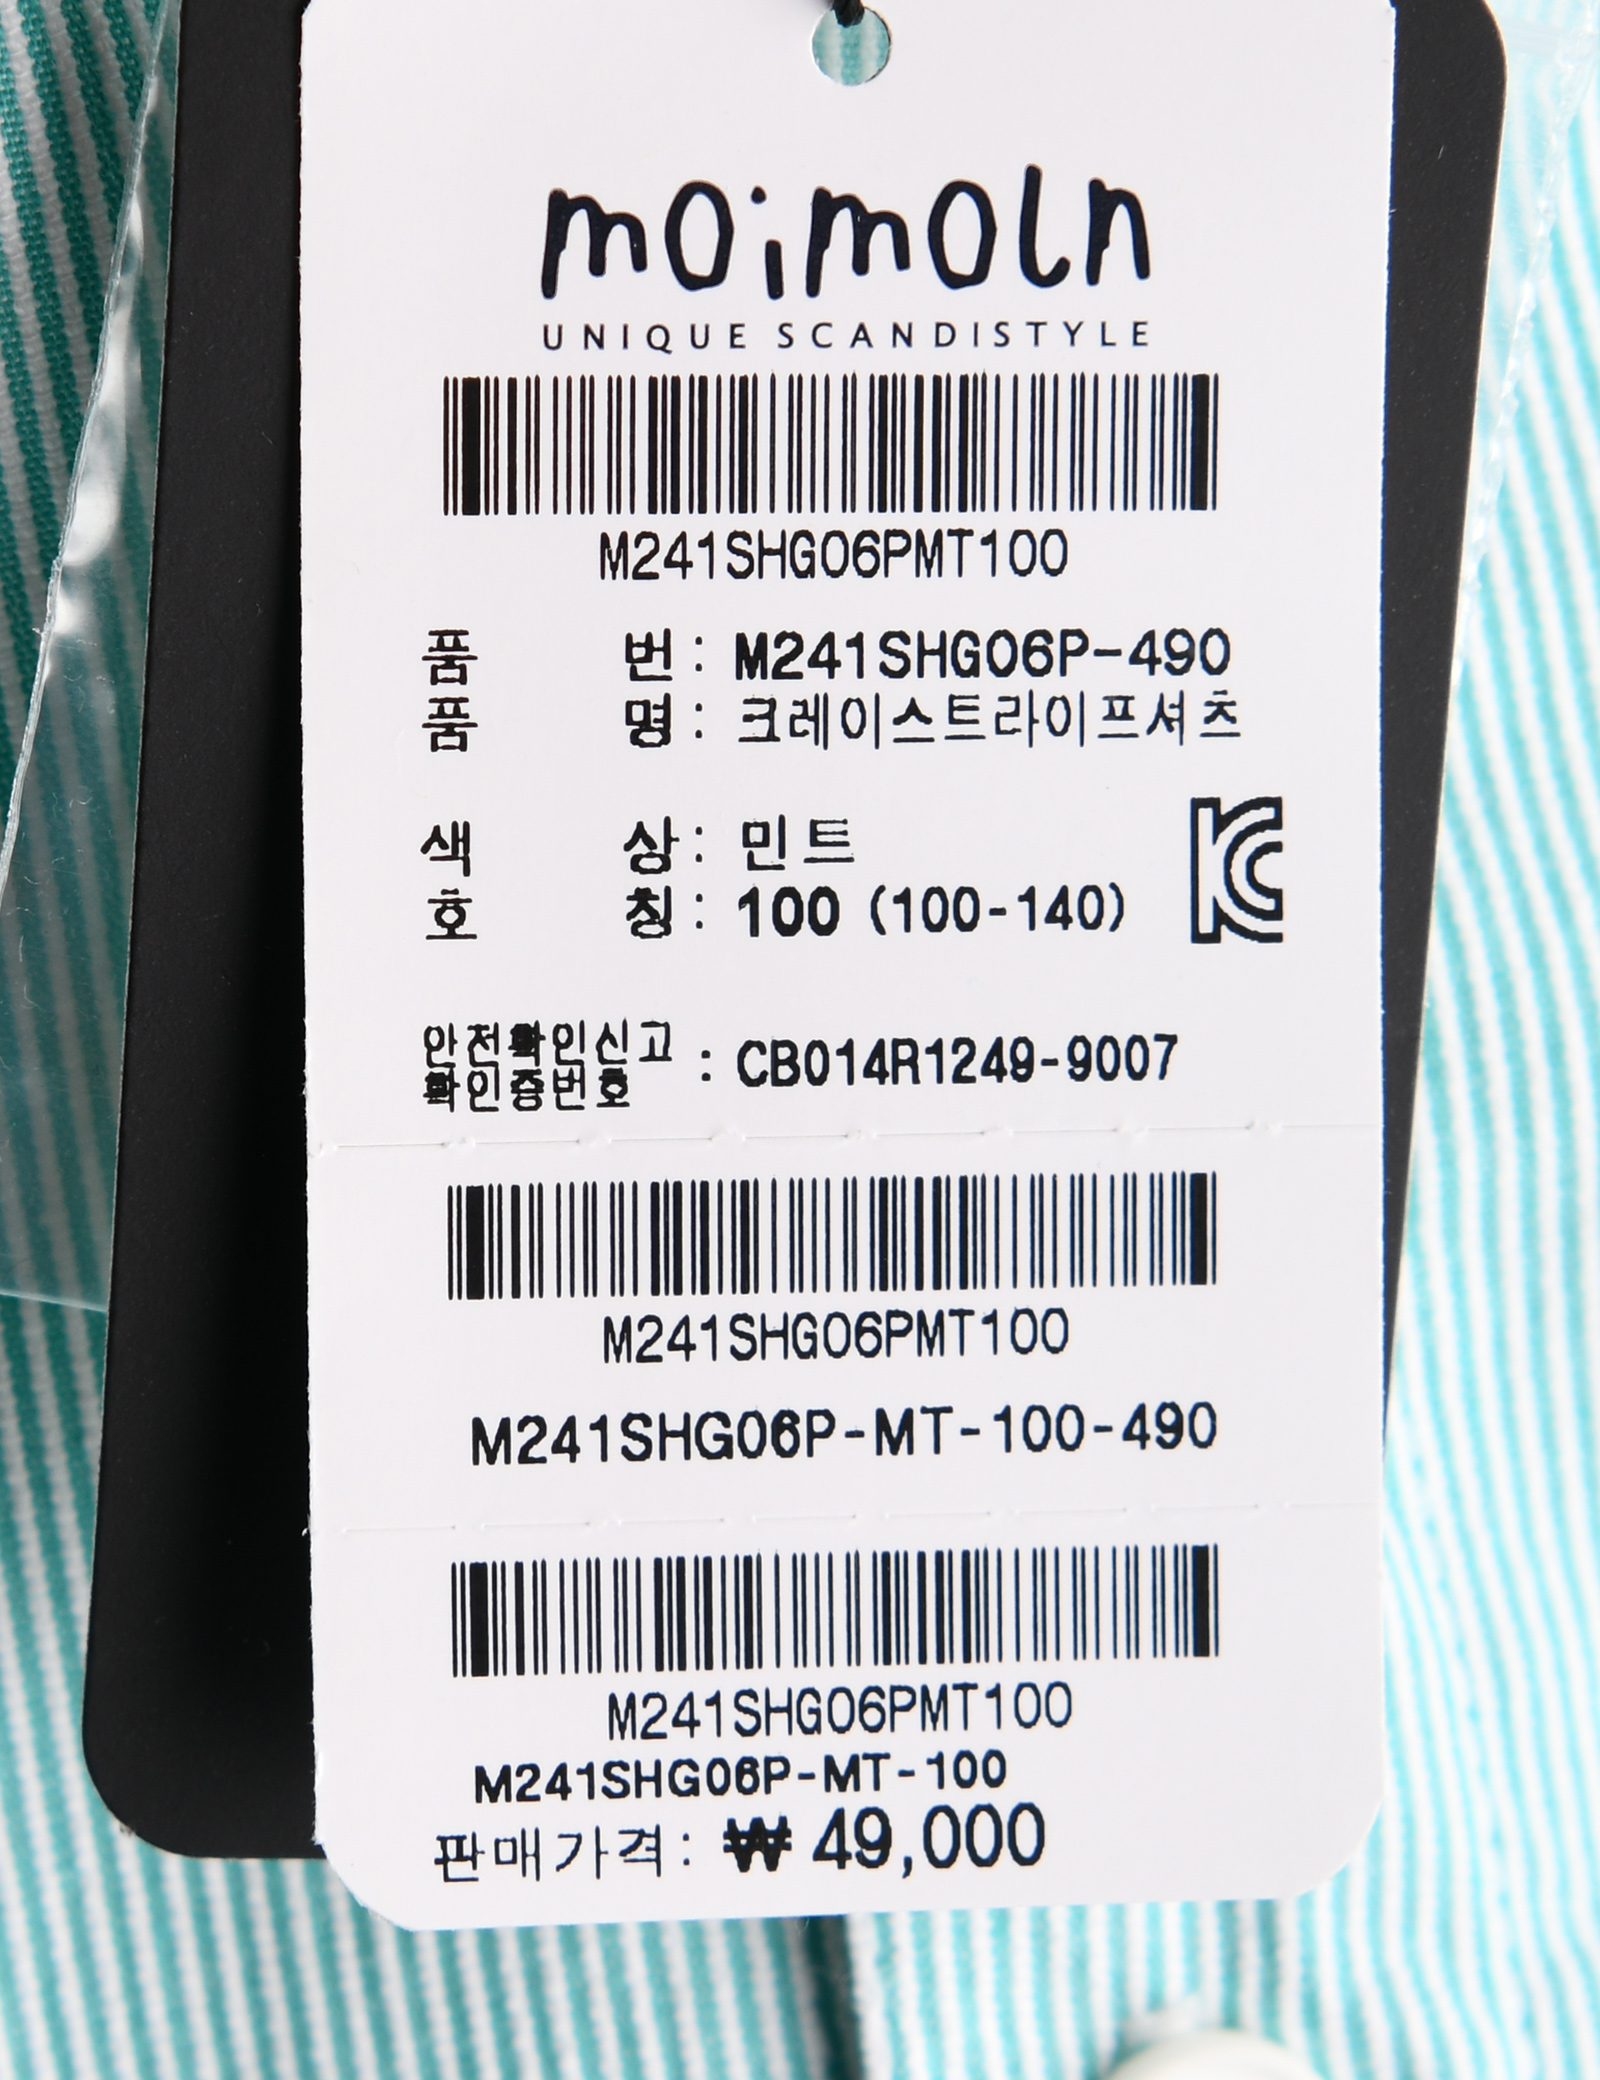 moimoln
UNIQUE SCANDISTYLE
M241SHG06PMT100
품 번 : M241SHG06P-490
품 명 : 크레이스트라이프셔츠
색 상 : 민트
호 칭 : 100 (100-140)
안전확인신고
확인증번호 : CB014R1249-9007
M241SHG06PMT100
M241SHG06P-MT-100-490
M241SHG06PMT100
M241SHG06P-MT-100
판매가격 : ₩ 49,000